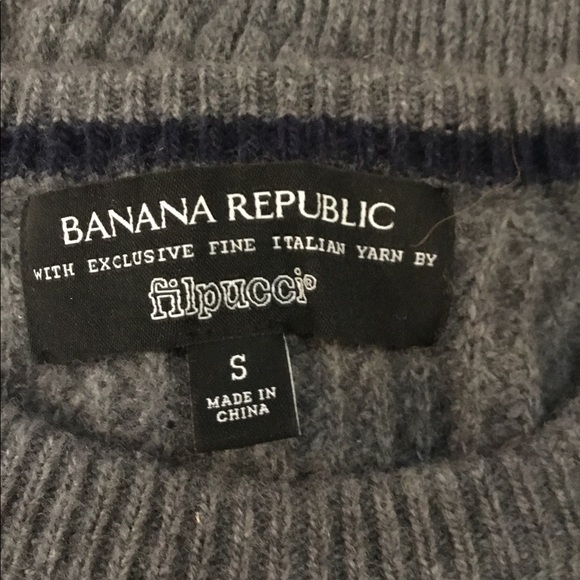 BANANA REPUBLIC
WITH EXCLUSIVE FINE ITALIAN YARN BY
filpucci®
S
MADE IN
CHINA